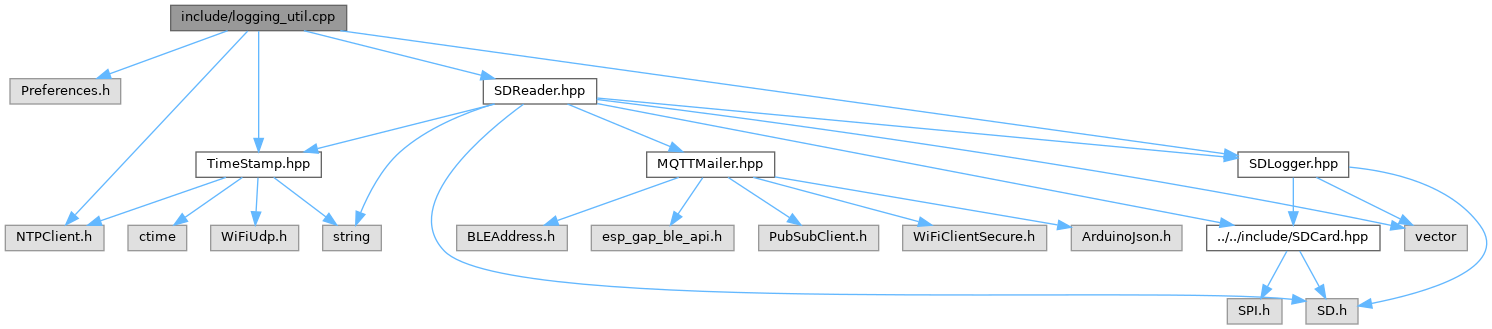 include/logging_util.cpp
Preferences.h
SDReader.hpp
TimeStamp.hpp
MQTTMailer.hpp
SDLogger.hpp
NTPClient.h
ctime
WiFiUdp.h
string
BLEAddress.h
esp_gap_ble_api.h
PubSubClient.h
WiFiClientSecure.h
ArduinoJson.h
../../include/SDCard.hpp
vector
SPI.h
SD.h